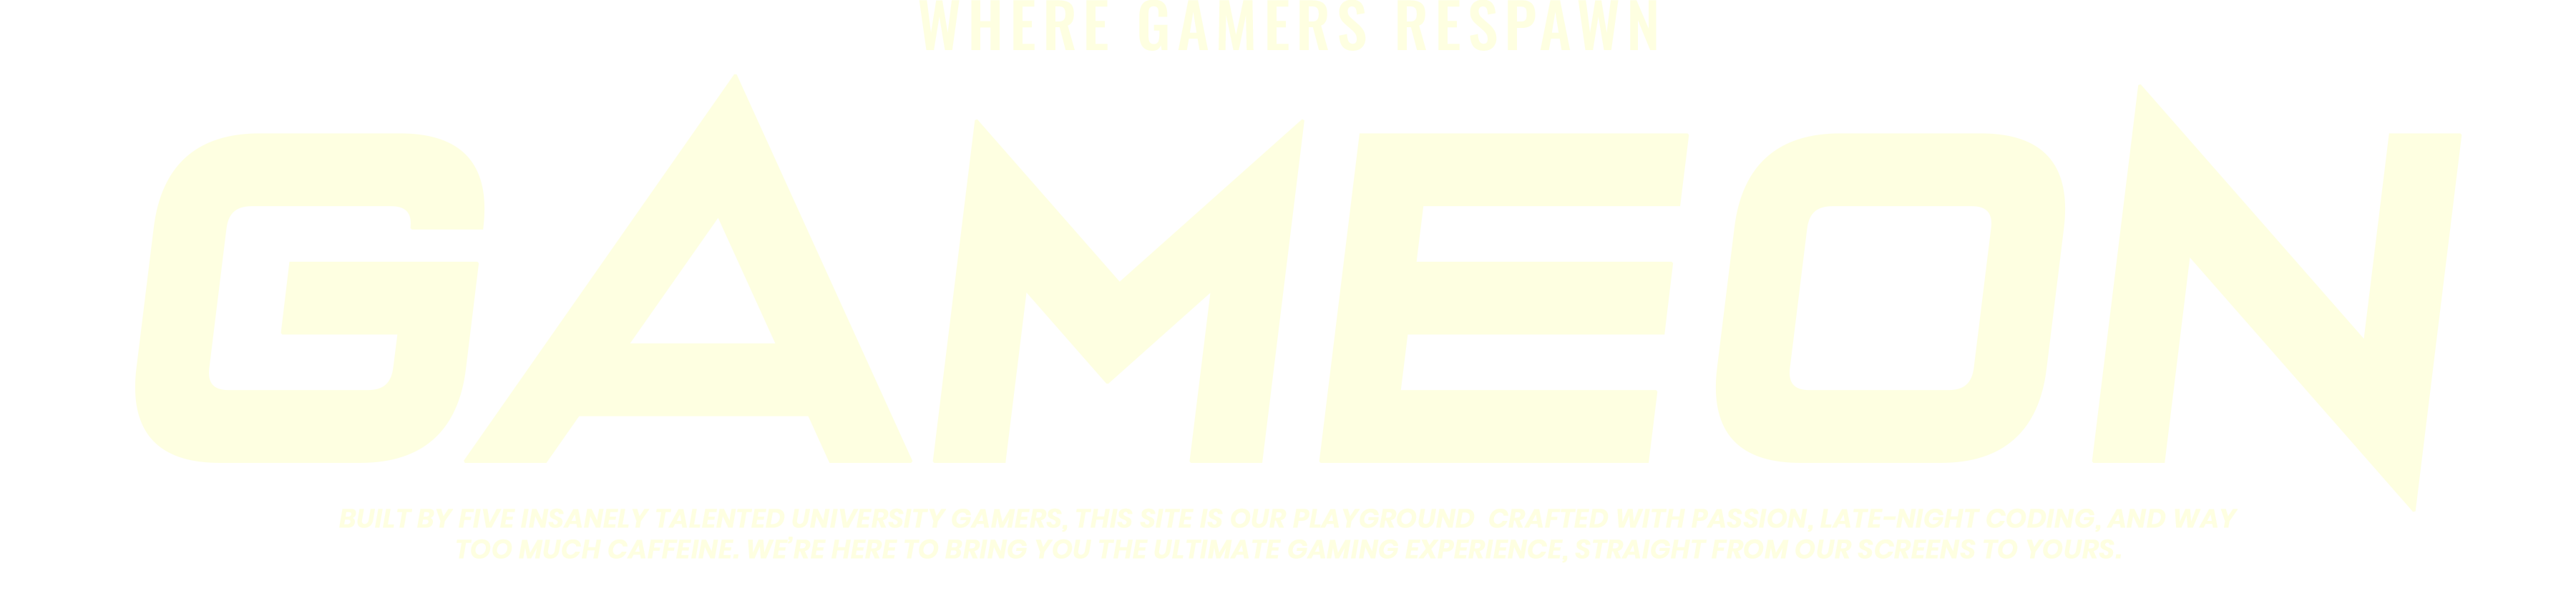 WHERE GAMERS RESPAWN
GAMEON
BUILT BY FIVE INSANELY TALENTED UNIVERSITY GAMERS, THIS SITE IS OUR PLAYGROUND  CRAFTED WITH PASSION, LATE-NIGHT CODING, AND WAY
TOO MUCH CAFFEINE. WE'RE HERE TO BRING YOU THE ULTIMATE GAMING EXPERIENCE, STRAIGHT FROM OUR SCREENS TO YOURS.